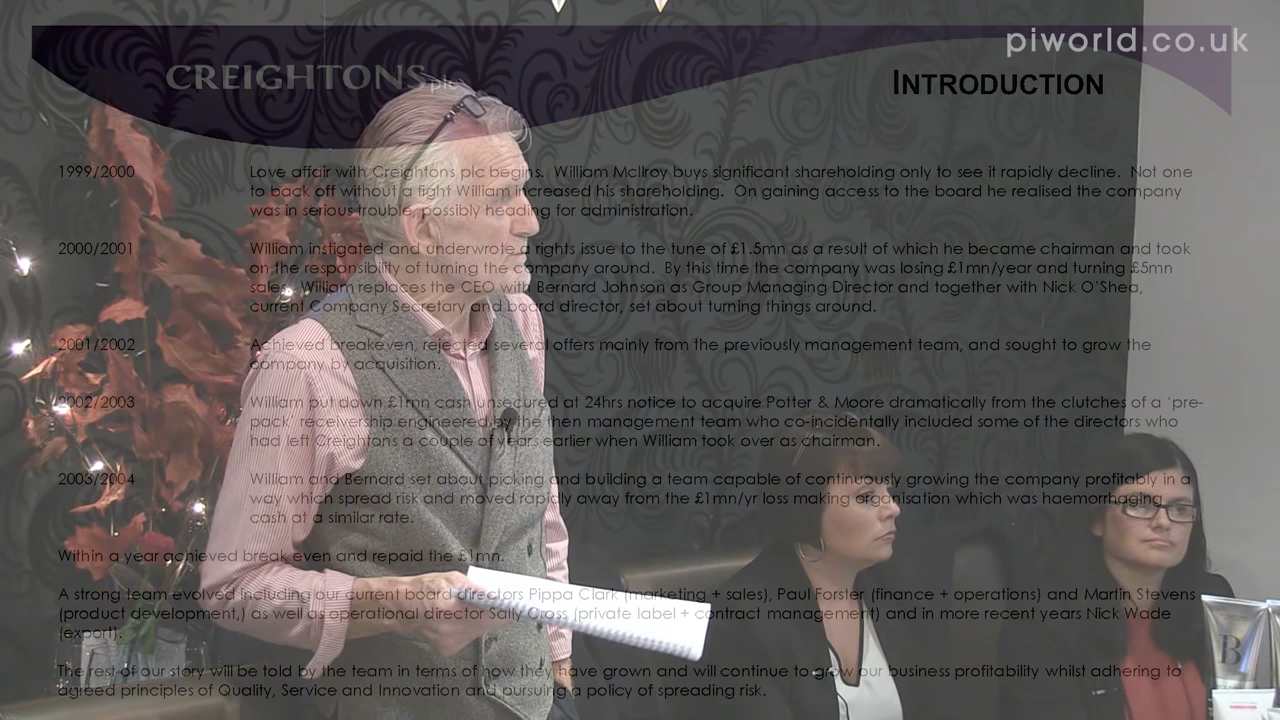 piworld.co.uk
CREIGHTONS plc
INTRODUCTION
1999/2000 Love affair with Creightons plc begins. William McIlroy buys significant shareholding only to see it rapidly decline. Not one
to back off without a fight William increased his shareholding. On gaining access to the board he realised the company
was in serious trouble, possibly heading for administration.
2000/2001 William instigated and underwrote a rights issue to the tune of £1.5mn as a result of which he became chairman and took
on the responsibility of turning the company around. By this time the company was losing £1mn/year and turning £5mn
sales. William replaces the CEO with Bernard Johnson as Group Managing Director and together with Nick O'Shea,
current Company Secretary and board director, set about turning things around.
2001/2002 Achieved breakeven, rejected several offers mainly from the previously management team, and sought to grow the
company by acquisition.
2002/2003 William put down £1mn cash unsecured at 24hrs notice to acquire Potter & Moore dramatically from the clutches of a 'pre-
pack' receivership engineered by the then management team who co-incidentally included some of the directors who
had left Creightons a couple of years earlier when William took over as chairman.
2003/2004 William and Bernard set about picking and building a team capable of continuously growing the company profitably in a
way which spread risk and moved rapidly away from the £1mn/yr loss making organisation which was haemorrhaging
cash at a similar rate.
Within a year achieved break even and repaid the £1mn.
A strong team evolved including our current board directors Pippa Clark (marketing + sales), Paul Forster (finance + operations) and Martin Stevens
(product development,) as well as operational director Sally Cross (private label + contract management) and in more recent years Nick Wade
(export).
The rest of our story will be told by the team in terms of how they have grown and will continue to grow our business profitability whilst adhering to
agreed principles of Quality, Service and Innovation and pursuing a policy of spreading risk.
B